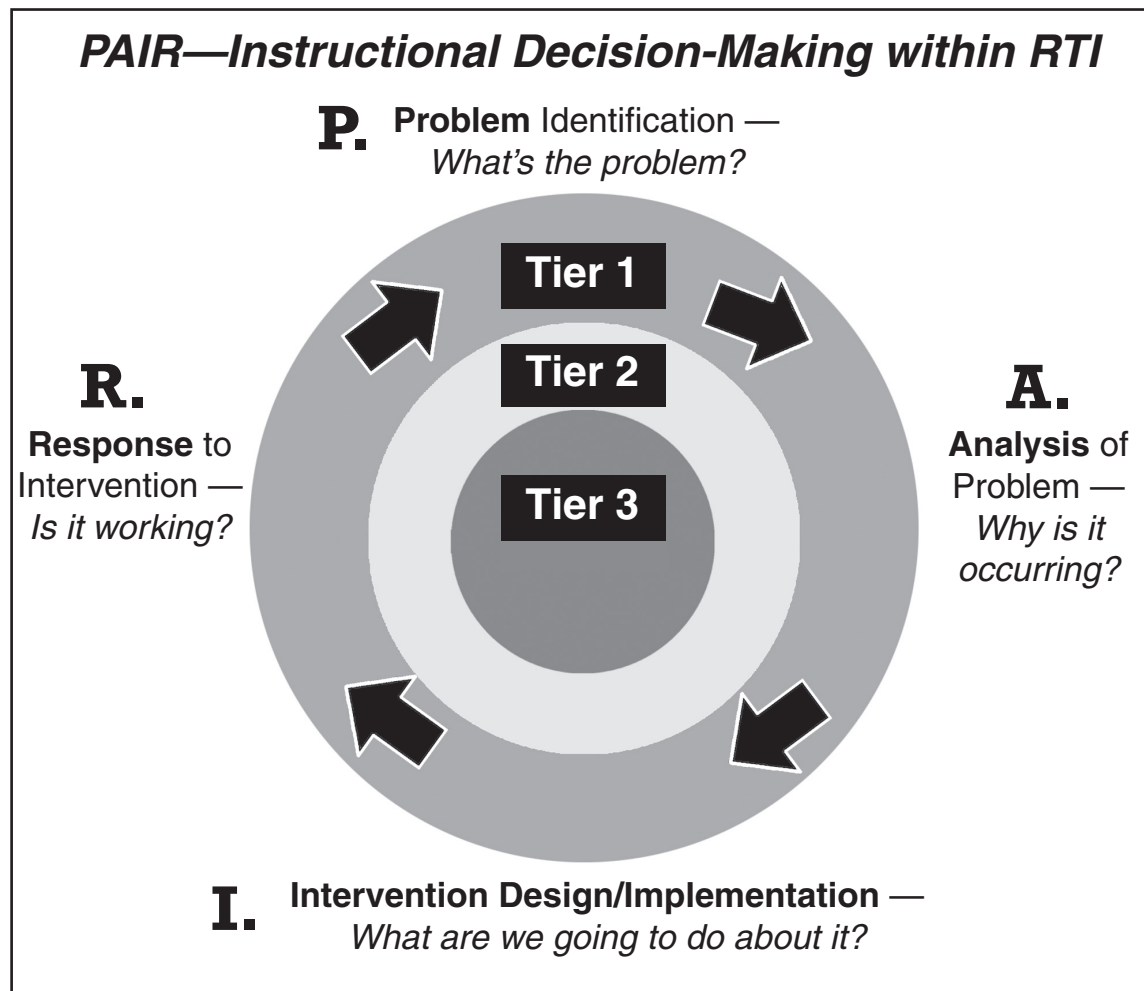 PAIR—Instructional Decision-Making within RTI
P. Problem Identification —
What's the problem?
Tier 1
Tier 2
Tier 3
R.
Response to
Intervention —
Is it working?
A.
Analysis of
Problem —
Why is it
occurring?
I. Intervention Design/Implementation —
What are we going to do about it?